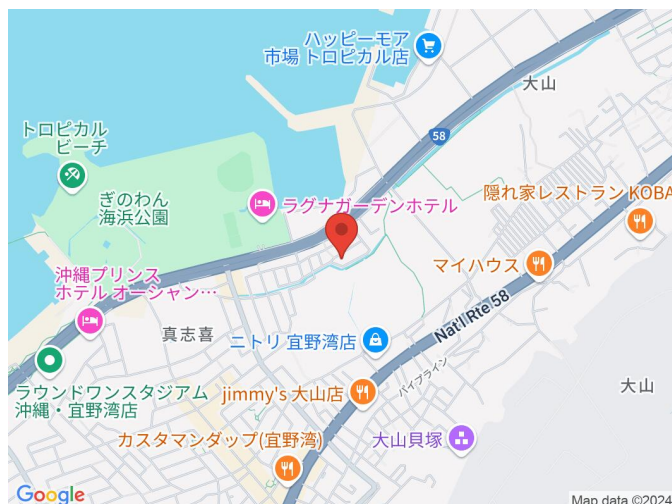 ハッピーモア
市場 トロピカル店
大山
58
トロピカル
ビーチ
ぎのわん
海浜公園
ラグナガーデンホテル
隠れ家レストラン KOBA
マイハウス
沖縄プリンス
ホテル オーシャン…
真志喜
ニトリ 宜野湾店
Nat'l Rte 58
パイプライン
ラウンドワンスタジアム
沖縄・宜野湾店
jimmy's 大山店
大山
カスタマンダップ(宜野湾)
大山貝塚
Google
Map data ©2024